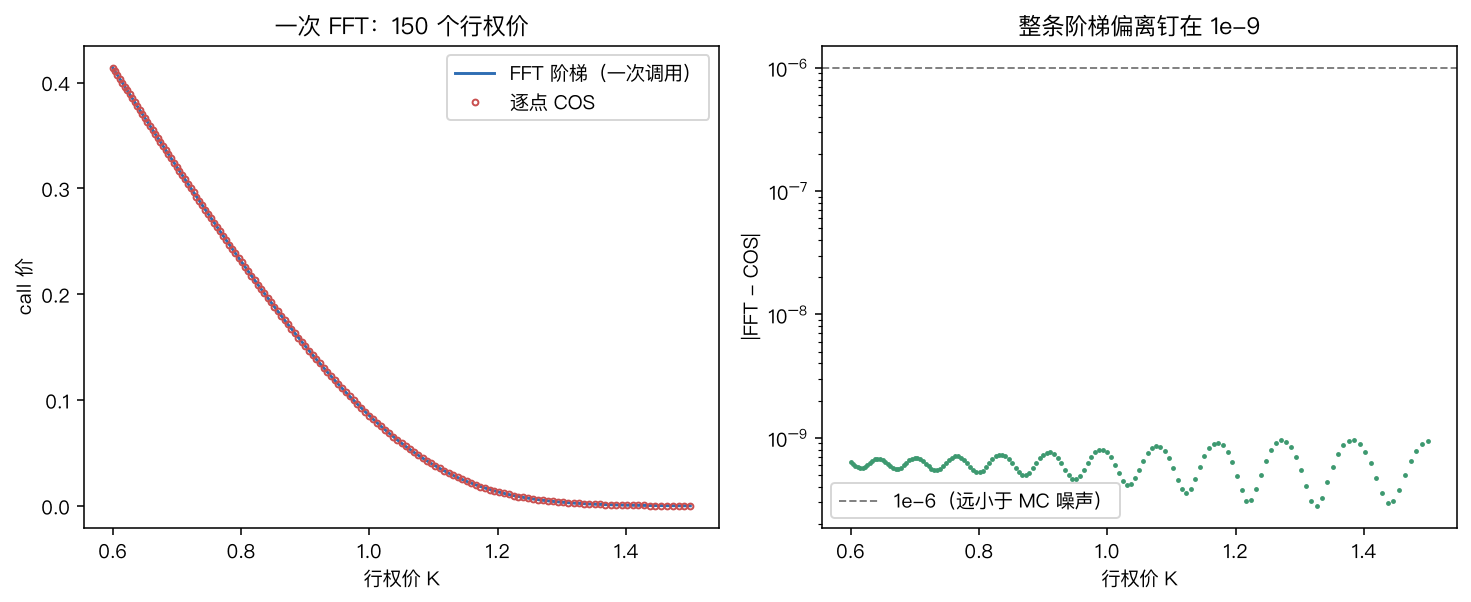 一次 FFT：150 个行权价
FFT 阶梯（一次调用）
逐点 COS
call 价
0.4
0.3
0.2
0.1
0.0
0.6
0.8
1.0
1.2
1.4
行权价 K
整条阶梯偏离钉在 1e−9
|FFT − COS|
10⁻⁶
10⁻⁷
10⁻⁸
10⁻⁹
1e−6（远小于 MC 噪声）
0.6
0.8
1.0
1.2
1.4
行权价 K